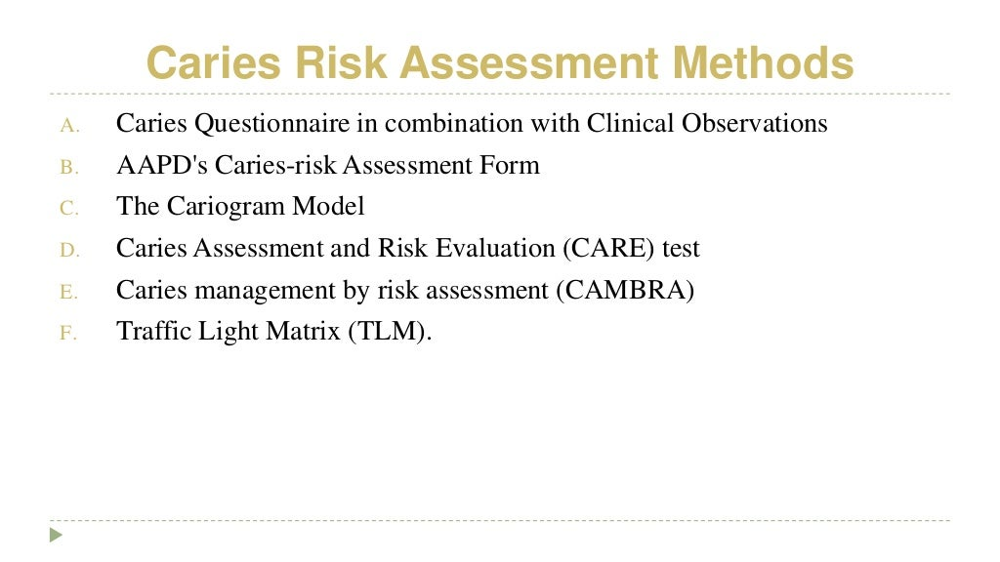 Caries Risk Assessment Methods
A. Caries Questionnaire in combination with Clinical Observations
B. AAPD's Caries-risk Assessment Form
C. The Cariogram Model
D. Caries Assessment and Risk Evaluation (CARE) test
E. Caries management by risk assessment (CAMBRA)
F. Traffic Light Matrix (TLM).